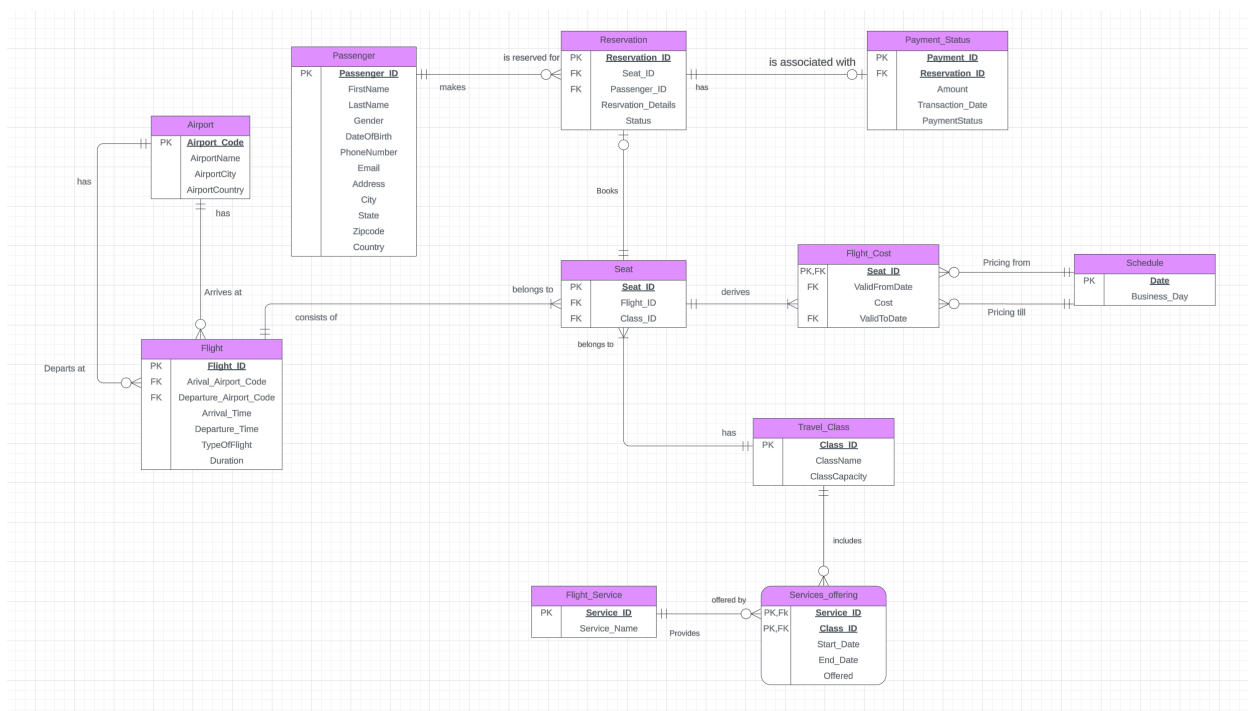 Reservation
PK Reservation_ID
FK Seat_ID
FK Passenger_ID
Resrvation_Details
Status
Payment_Status
PK Payment_ID
FK Reservation_ID
Amount
Transaction_Date
PaymentStatus
Passenger
PK Passenger_ID
FirstName
LastName
Gender
DateOfBirth
PhoneNumber
Email
Address
City
State
Zipcode
Country
is reserved for
makes
is associated with
has
Airport
PK Airport_Code
AirportName
AirportCity
AirportCountry
has
has
Books
Arrives at
Departs at
Seat
PK Seat_ID
FK Flight_ID
FK Class_ID
belongs to
consists of
derives
belongs to
Flight_Cost
PK,FK Seat_ID
FK ValidFromDate
Cost
FK ValidToDate
Pricing from
Pricing till
Schedule
PK Date
Business_Day
Flight
PK Flight_ID
FK Arival_Airport_Code
FK Departure_Airport_Code
Arrival_Time
Departure_Time
TypeOfFlight
Duration
has
Travel_Class
PK Class_ID
ClassName
ClassCapacity
includes
Flight_Service
PK Service_ID
Service_Name
offered by
Provides
Services_offering
PK,Fk Service_ID
PK,FK Class_ID
Start_Date
End_Date
Offered